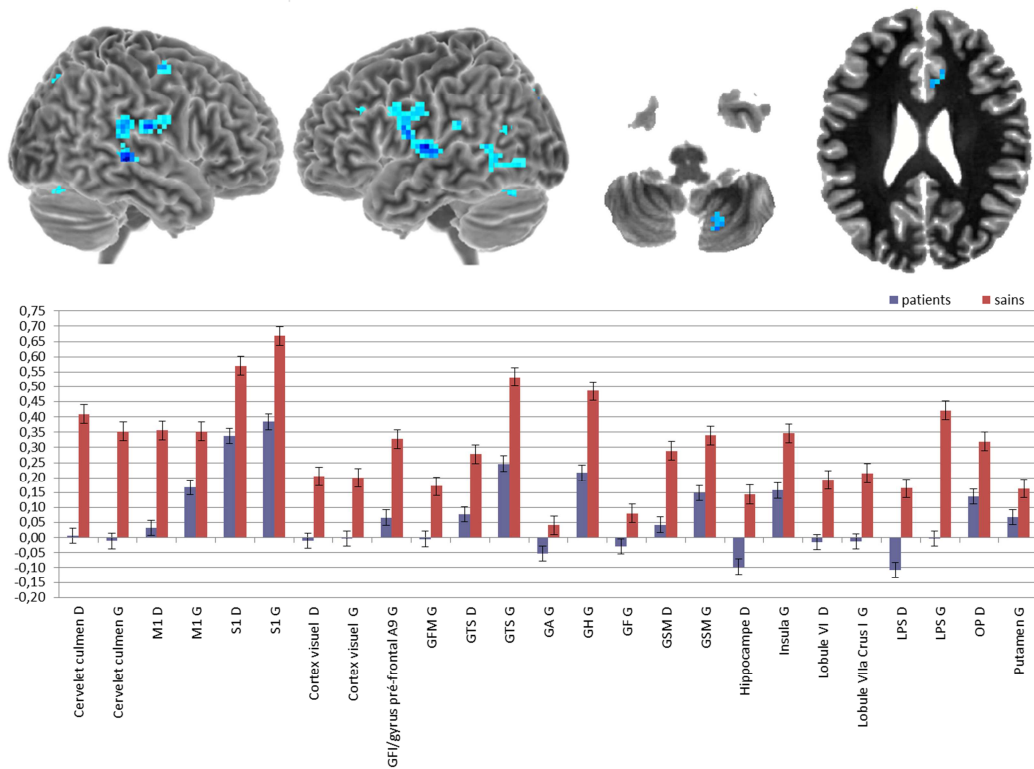 patients
sains
0,75
0,70
0,65
0,60
0,55
0,50
0,45
0,40
0,35
0,30
0,25
0,20
0,15
0,10
0,05
0,00
-0,05
-0,10
-0,15
-0,20
Cervelet culmen D
Cervelet culmen G
M1 D
M1 G
S1 D
S1 G
Cortex visuel D
Cortex visuel G
GFI/gyrus pré-frontal A9 G
GFM G
GTS D
GTS G
GA G
GH G
GF G
GSM D
GSM G
Hippocampe D
Insula G
Lobule VI D
Lobule VIIa Crus I G
LPS D
LPS G
OP D
Putamen G